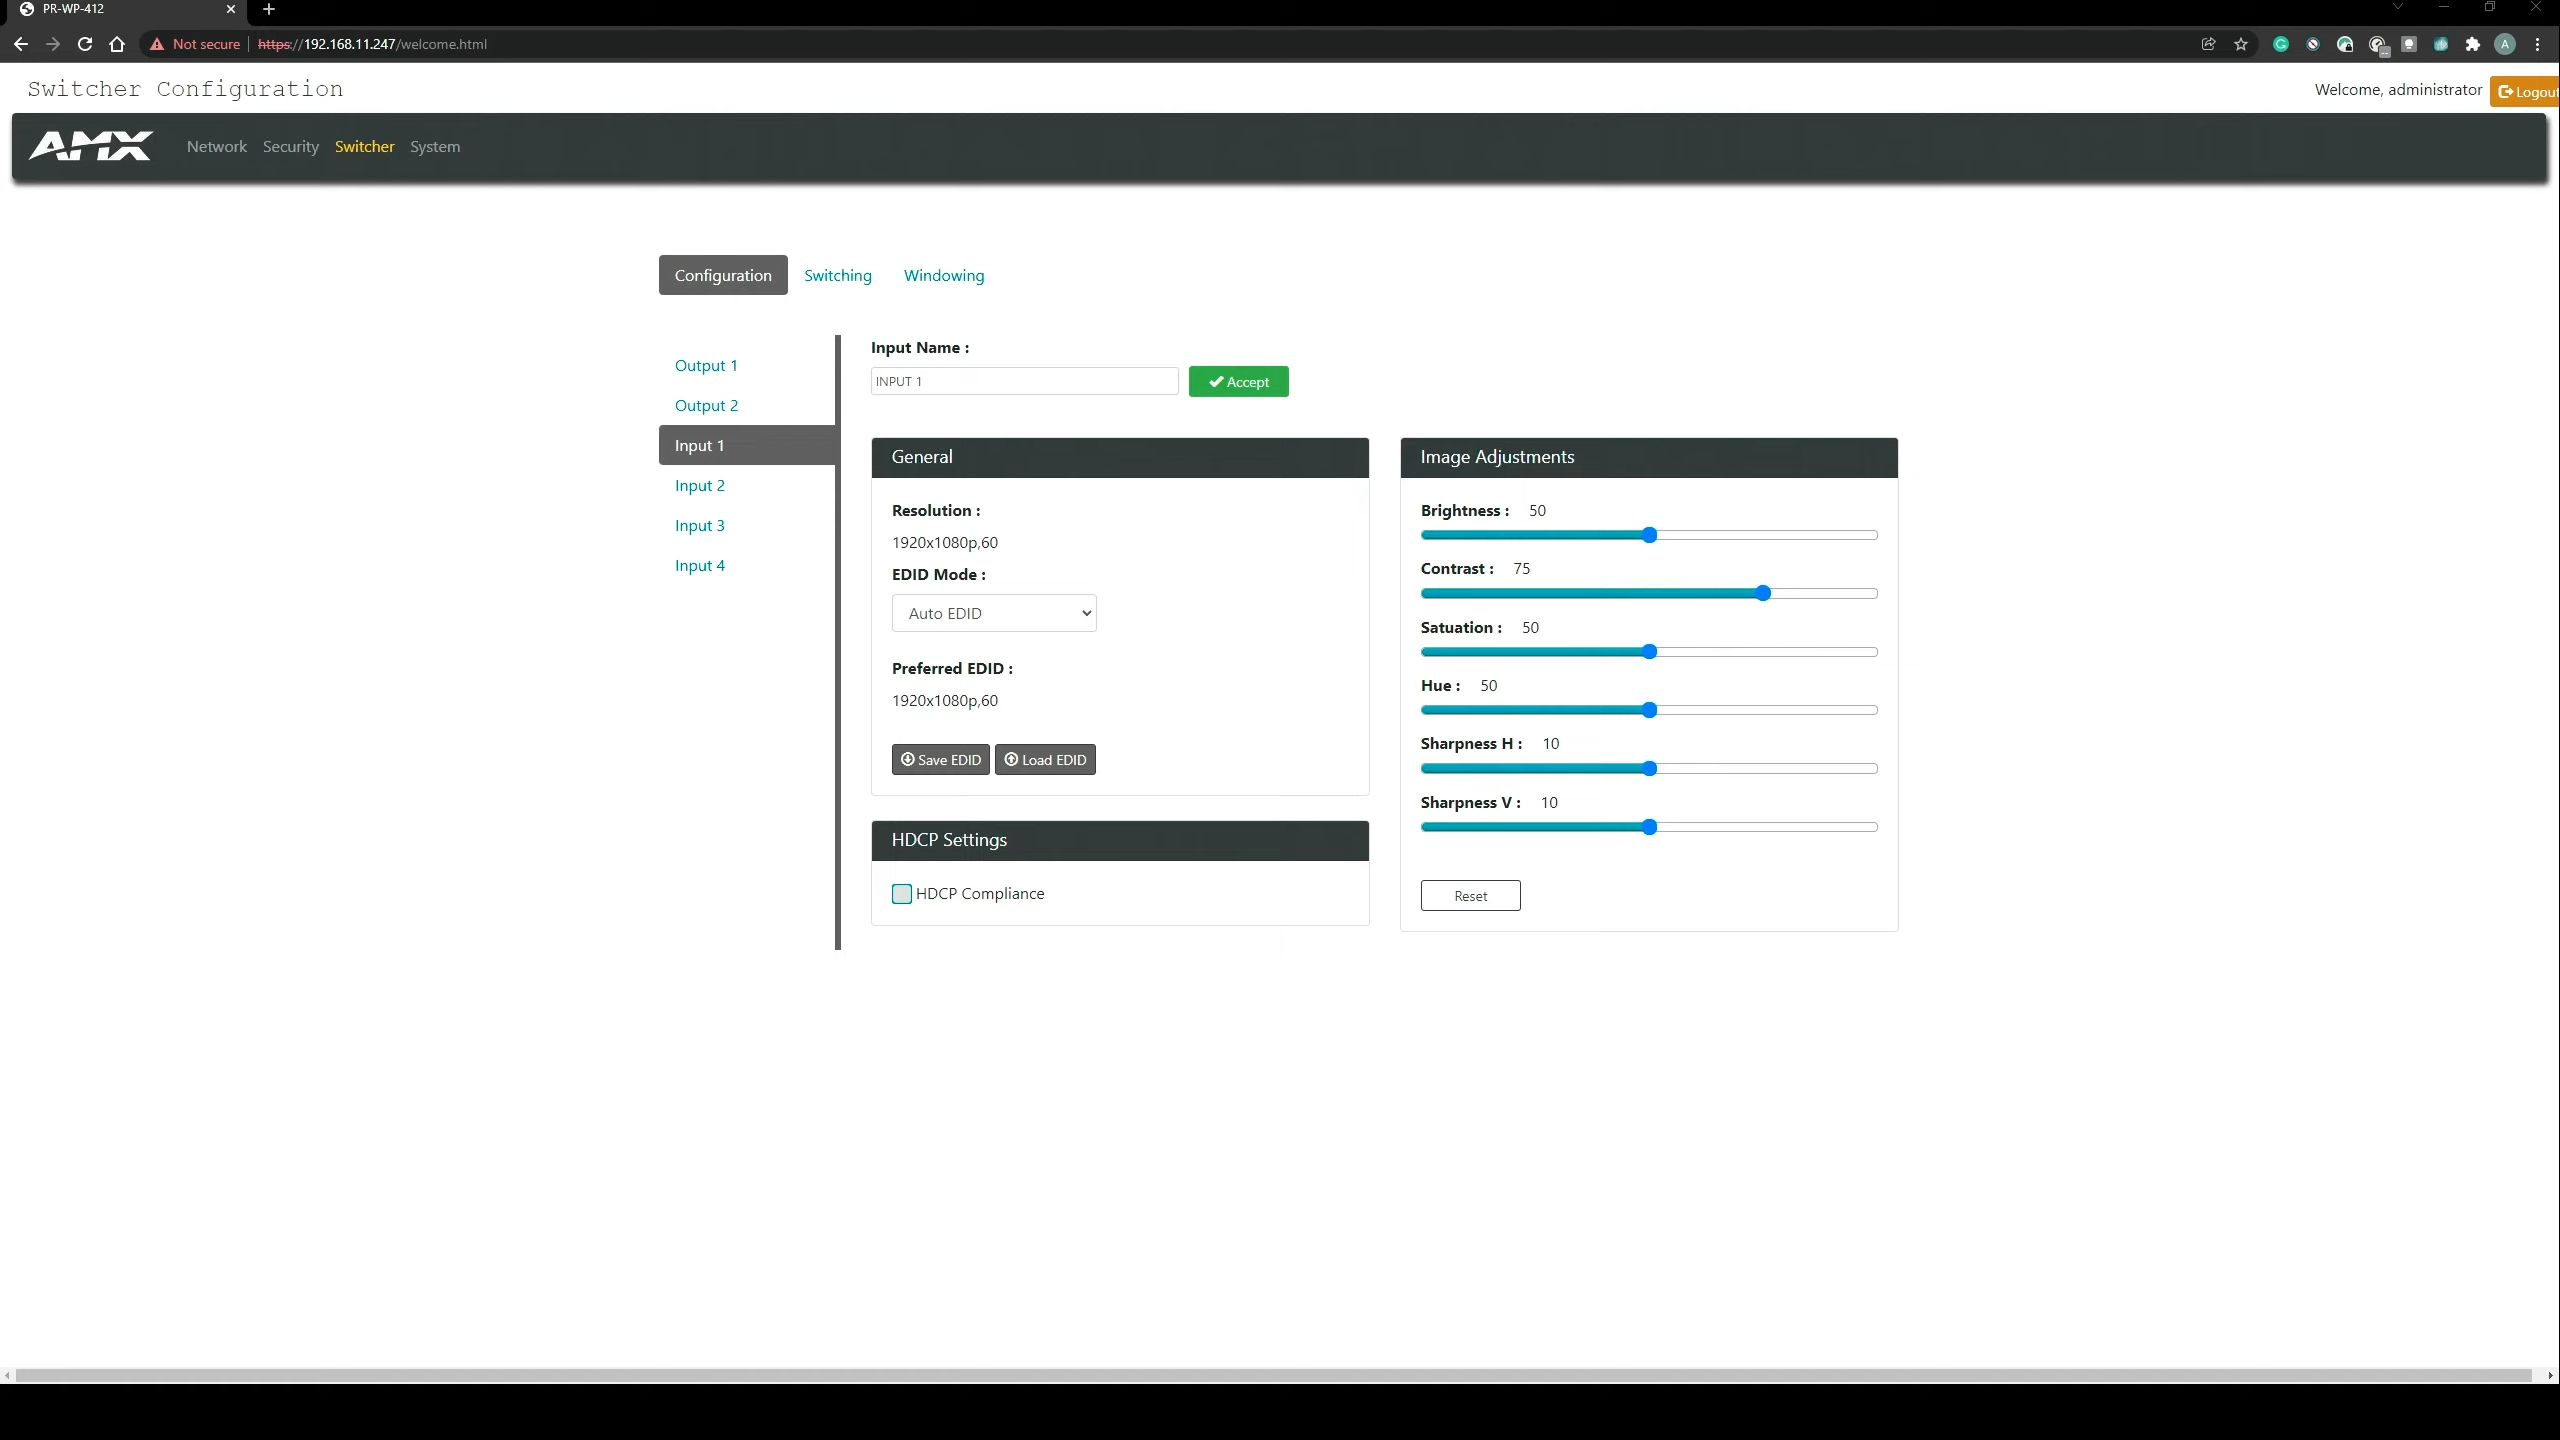 PR-WP-412
Not secure https://192.168.11.247/welcome.html
A
Switcher Configuration
Welcome, administrator
Logout
AMX
Network Security Switcher System
Configuration Switching Windowing
Output 1
Output 2
Input 1
Input 2
Input 3
Input 4
Input Name :
INPUT 1
Accept
General
Resolution :
1920x1080p,60
EDID Mode :
Auto EDID
Preferred EDID :
1920x1080p,60
Save EDID Load EDID
HDCP Settings
HDCP Compliance
Image Adjustments
Brightness : 50
Contrast : 75
Satuation : 50
Hue : 50
Sharpness H : 10
Sharpness V : 10
Reset